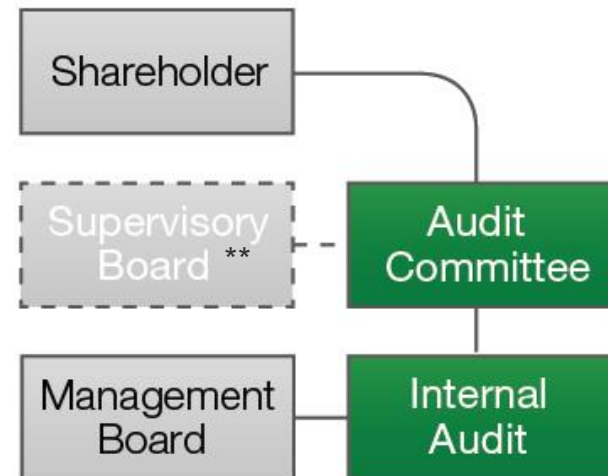 Shareholder
Supervisory
Board **
Audit
Committee
Management
Board
Internal
Audit